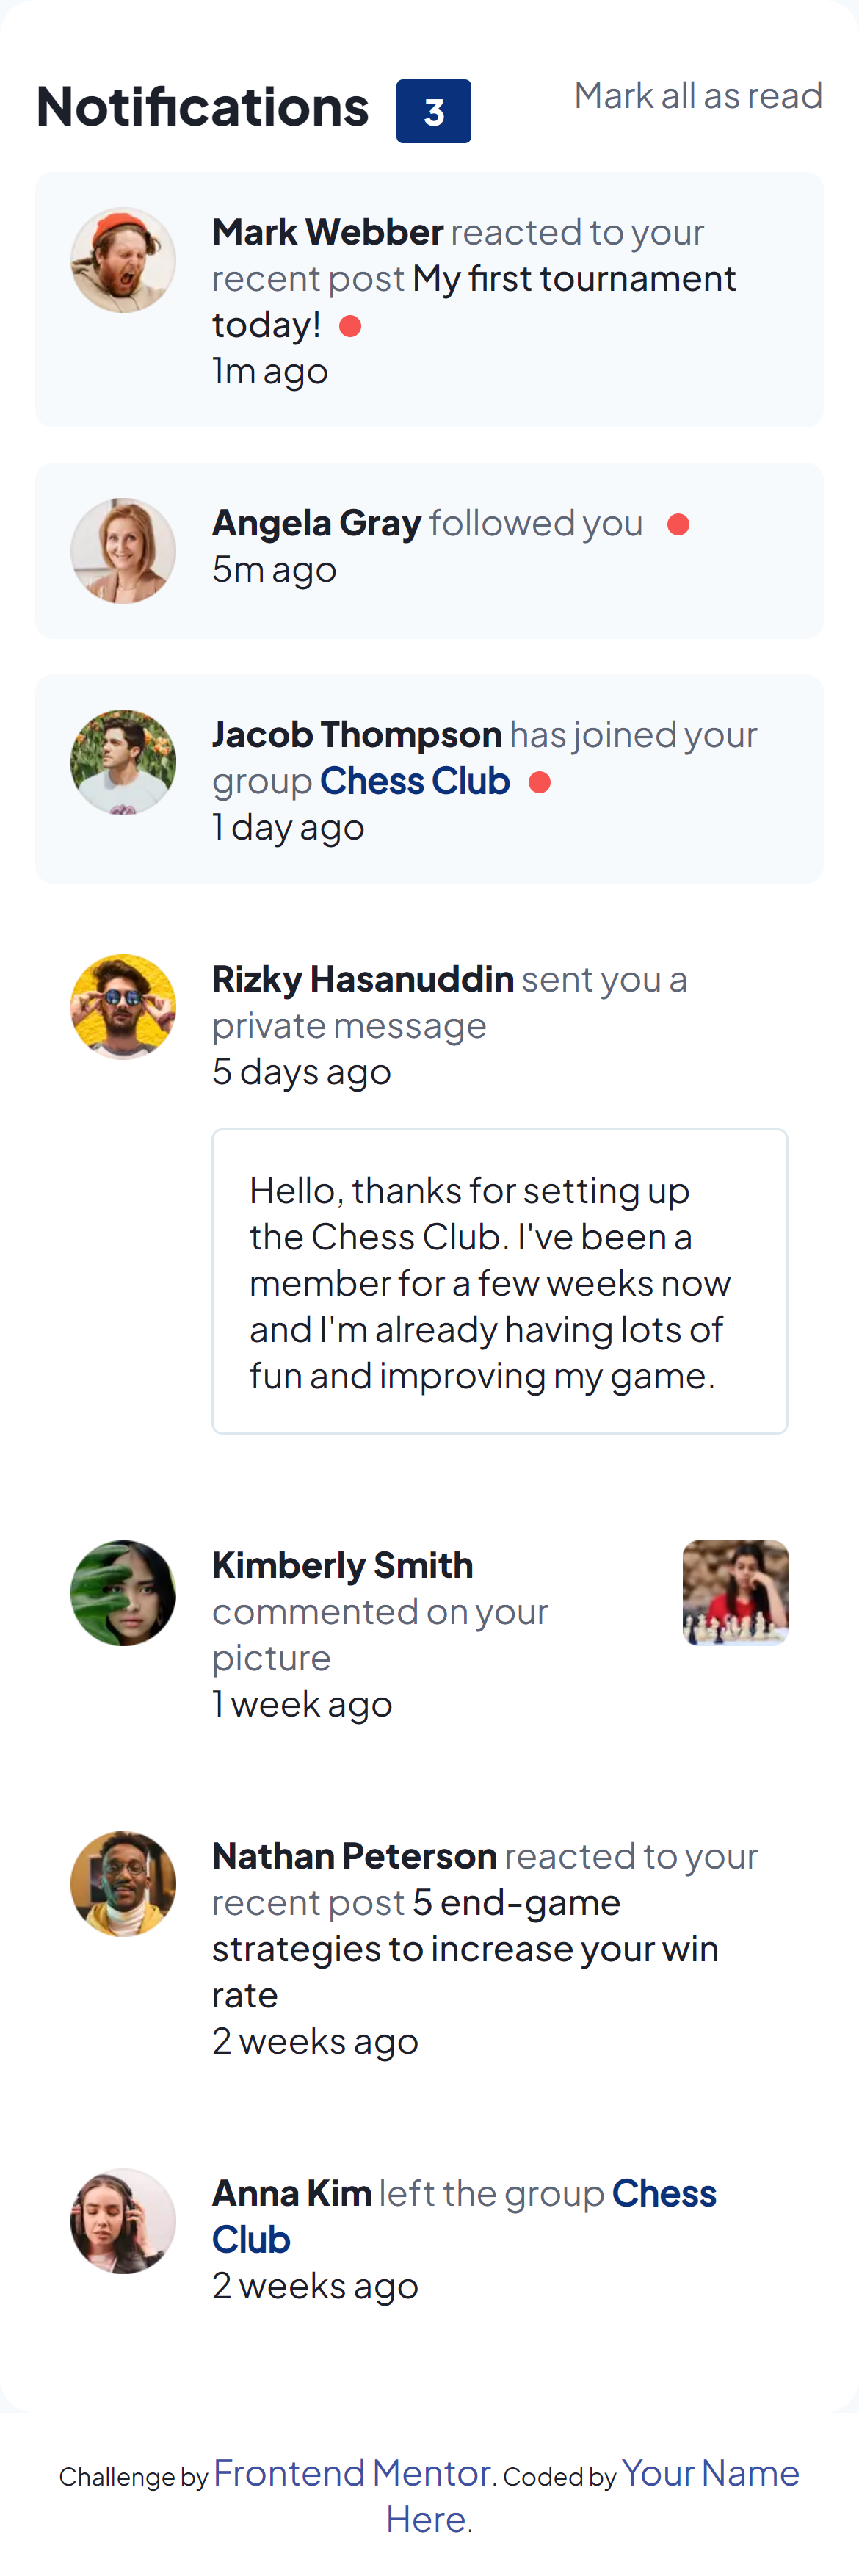 Notifications 3 Mark all as read
Mark Webber reacted to your
recent post My first tournament
today!
1m ago
Angela Gray followed you
5m ago
Jacob Thompson has joined your
group Chess Club
1 day ago
Rizky Hasanuddin sent you a
private message
5 days ago
Hello, thanks for setting up
the Chess Club. I've been a
member for a few weeks now
and I'm already having lots of
fun and improving my game.
Kimberly Smith
commented on your
picture
1 week ago
Nathan Peterson reacted to your
recent post 5 end-game
strategies to increase your win
rate
2 weeks ago
Anna Kim left the group Chess
Club
2 weeks ago
Challenge by Frontend Mentor. Coded by Your Name
Here.